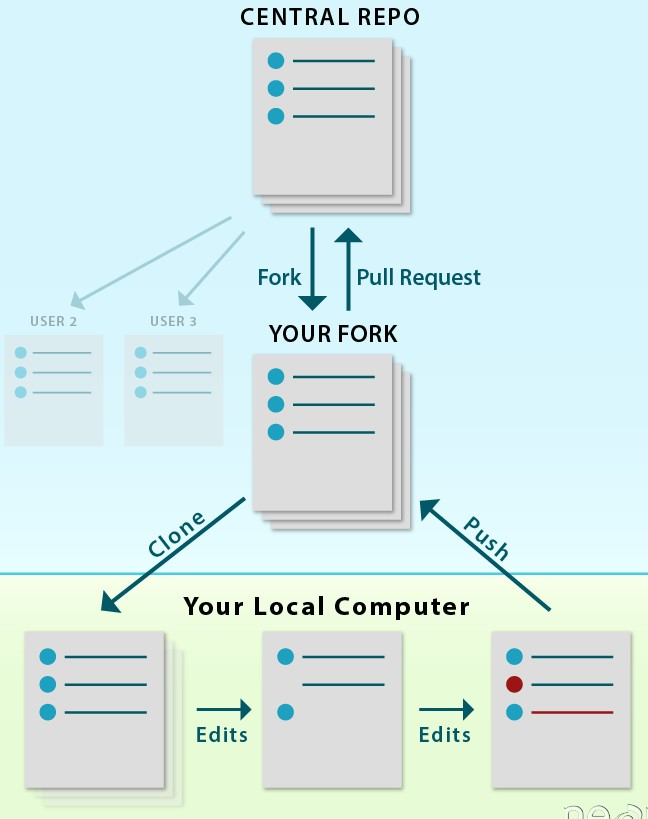 CENTRAL REPO
Fork
Pull Request
USER 2
USER 3
YOUR FORK
Clone
Push
Your Local Computer
Edits
Edits